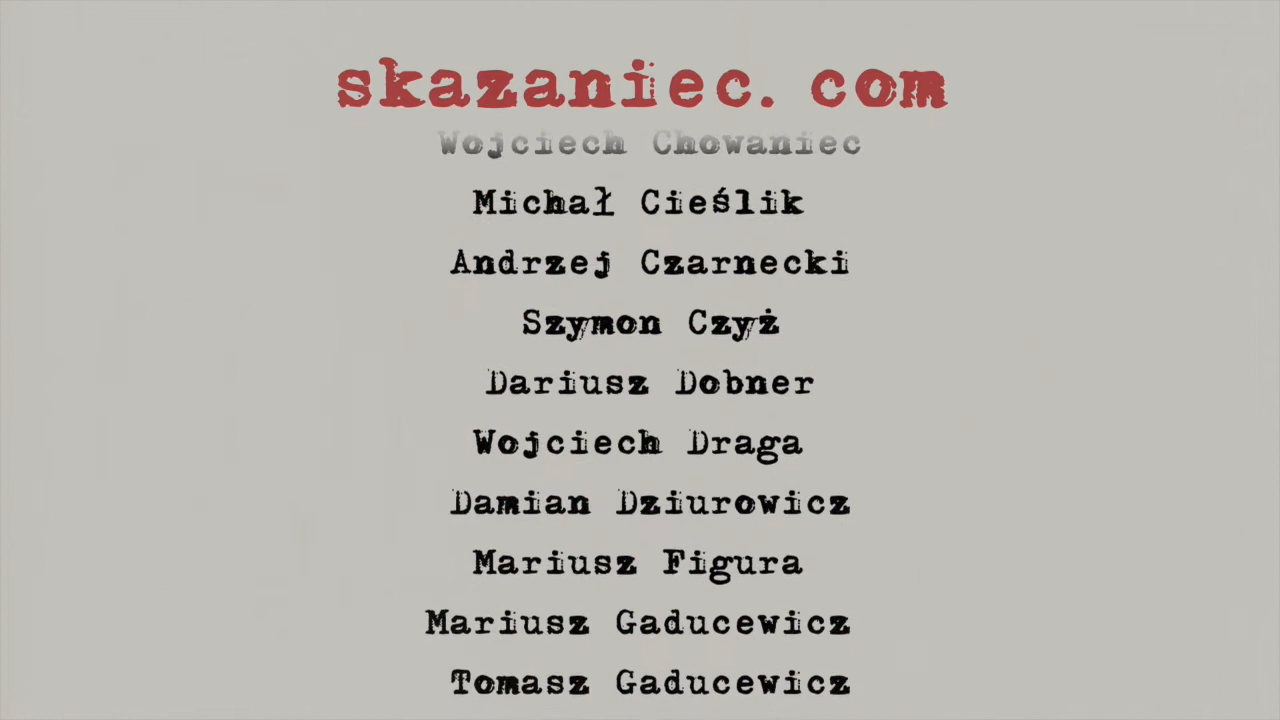 skazaniec. com
Wojciech Chowaniec
Michał Cieślik
Andrzej Czarnecki
Szymon Czyż
Dariusz Dobner
Wojciech Draga
Damian Dziurowicz
Mariusz Figura
Mariusz Gaducewicz
Tomasz Gaducewicz